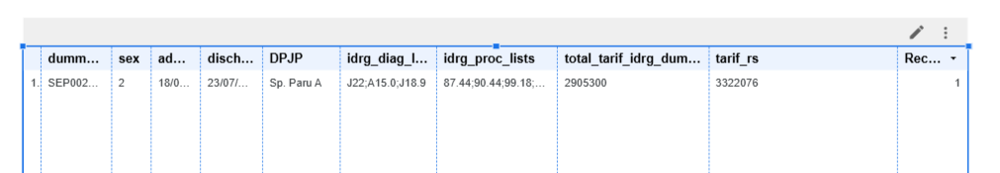 dumm... sex ad... disch... DPJP idrg_diag_l... idrg_proc_lists total_tarif_idrg_dum... tarif_rs Rec...
1. SEP002... 2 18/0... 23/07/... Sp. Paru A J22;A15.0;J18.9 87.44;90.44;99.18;... 2905300 3322076 1